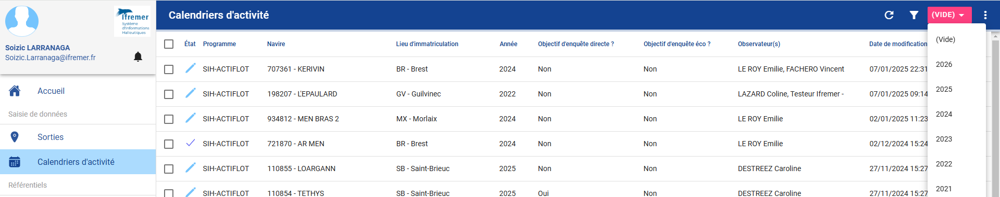 Ifremer
Système
d'Informations
Halieutiques
Soizic LARRANAGA
Soizic.Larranaga@ifremer.fr
Accueil
Saisie de données
Sorties
Calendriers d'activité
Référentiels
Calendriers d'activité
(VIDE)
État Programme Navire Lieu d'immatriculation Année Objectif d'enquête directe ? Objectif d'enquête éco ? Observateur(s) Date de modification
SIH-ACTIFLOT 707361 - KERIVIN BR - Brest 2024 Non Non LE ROY Emilie, FACHERO Vincent 07/01/2025 22:31
SIH-ACTIFLOT 198207 - L'EPAULARD GV - Guilvinec 2022 Non Non LAZARD Coline, Testeur Ifremer - 07/01/2025 09:14
SIH-ACTIFLOT 934812 - MEN BRAS 2 MX - Morlaix 2024 Non Non LE ROY Emilie 02/01/2025 11:23
SIH-ACTIFLOT 721870 - AR MEN BR - Brest 2024 Non Non LE ROY Emilie 02/12/2024 15:24
SIH-ACTIFLOT 110855 - LOARGANN SB - Saint-Brieuc 2025 Non Non DESTREEZ Caroline 27/11/2024 15:27
SIH-ACTIFLOT 110854 - TETHYS SB - Saint-Brieuc 2025 Oui Non DESTREEZ Caroline 27/11/2024 15:27
(Vide)
2026
2025
2024
2023
2022
2021